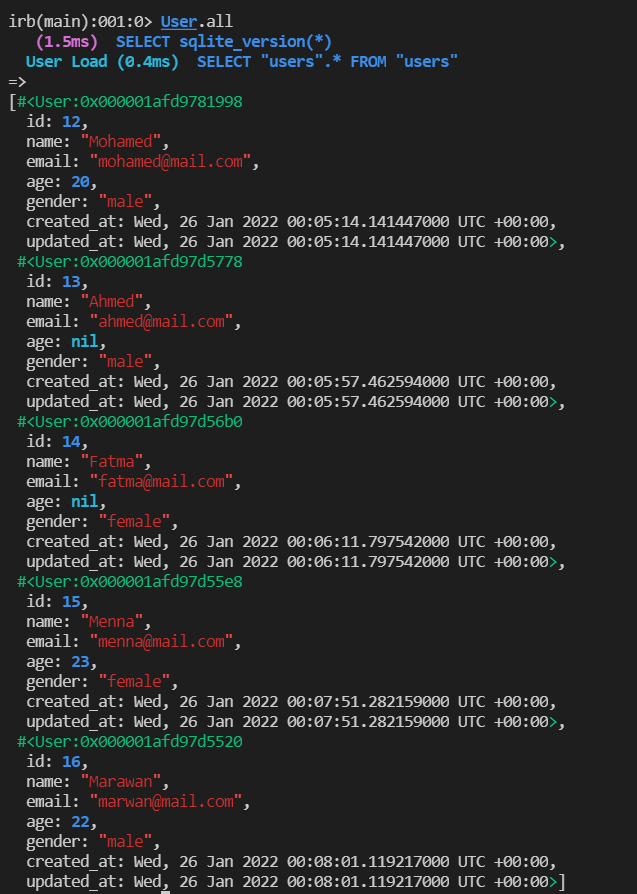 irb(main):001:0> User.all
(1.5ms) SELECT sqlite_version(*)
User Load (0.4ms) SELECT "users".* FROM "users"
=>
[#<User:0x000001afd9781998
id: 12,
name: "Mohamed",
email: "mohamed@mail.com",
age: 20,
gender: "male",
created_at: Wed, 26 Jan 2022 00:05:14.141447000 UTC +00:00,
updated_at: Wed, 26 Jan 2022 00:05:14.141447000 UTC +00:00>,
#<User:0x000001afd97d5778
id: 13,
name: "Ahmed",
email: "ahmed@mail.com",
age: nil,
gender: "male",
created_at: Wed, 26 Jan 2022 00:05:57.462594000 UTC +00:00,
updated_at: Wed, 26 Jan 2022 00:05:57.462594000 UTC +00:00>,
#<User:0x000001afd97d56b0
id: 14,
name: "Fatma",
email: "fatma@mail.com",
age: nil,
gender: "female",
created_at: Wed, 26 Jan 2022 00:06:11.797542000 UTC +00:00,
updated_at: Wed, 26 Jan 2022 00:06:11.797542000 UTC +00:00>,
#<User:0x000001afd97d55e8
id: 15,
name: "Menna",
email: "menna@mail.com",
age: 23,
gender: "female",
created_at: Wed, 26 Jan 2022 00:07:51.282159000 UTC +00:00,
updated_at: Wed, 26 Jan 2022 00:07:51.282159000 UTC +00:00>,
#<User:0x000001afd97d5520
id: 16,
name: "Marawan",
email: "marwan@mail.com",
age: 22,
gender: "male",
created_at: Wed, 26 Jan 2022 00:08:01.119217000 UTC +00:00,
updated_at: Wed, 26 Jan 2022 00:08:01.119217000 UTC +00:00>]